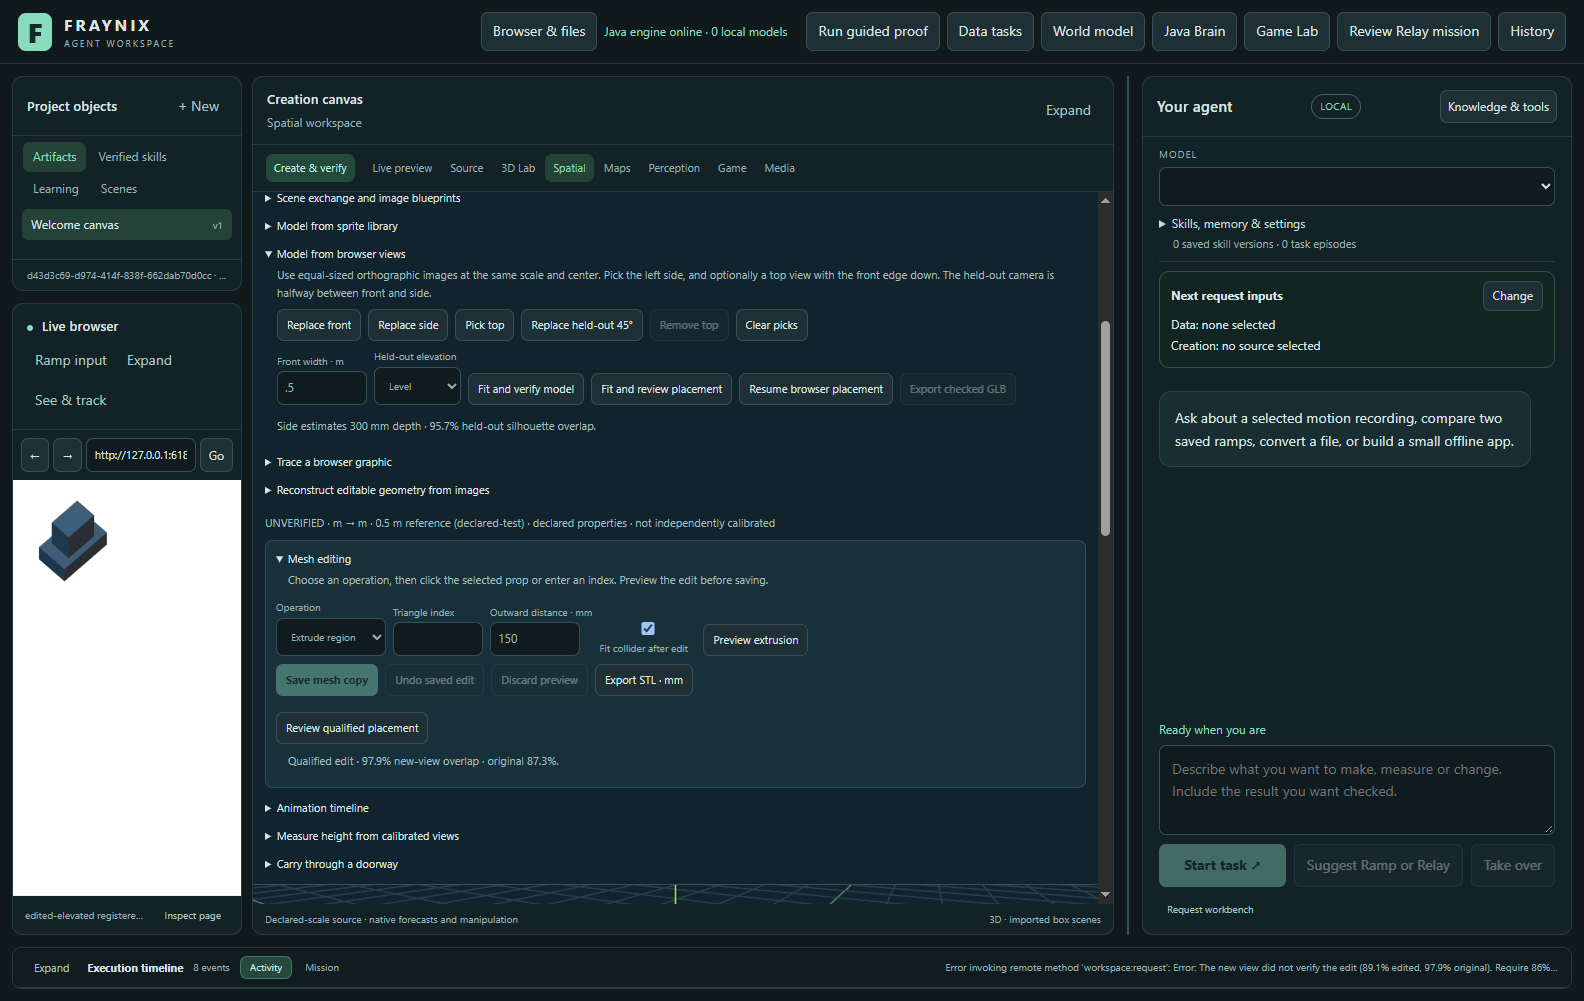 FRAYNIX
AGENT WORKSPACE
Browser & files
Java engine online · 0 local models
Run guided proof
Data tasks
World model
Java Brain
Game Lab
Review Relay mission
History
Project objects
+ New
Artifacts
Verified skills
Learning
Scenes
Welcome canvas
v1
d43d3c69-d974-414f-838f-662dab70d0cc · ...
Live browser
Ramp input
Expand
See & track
←
→
http://127.0.0.1:618
Go
edited-elevated registere...
Inspect page
Creation canvas
Spatial workspace
Expand
Create & verify
Live preview
Source
3D Lab
Spatial
Maps
Perception
Game
Media
Scene exchange and image blueprints
Model from sprite library
Model from browser views
Use equal-sized orthographic images at the same scale and center. Pick the left side, and optionally a top view with the front edge down. The held-out camera is
halfway between front and side.
Replace front
Replace side
Pick top
Replace held-out 45°
Remove top
Clear picks
Front width · m
Held-out elevation
.5
Level
Fit and verify model
Fit and review placement
Resume browser placement
Export checked GLB
Side estimates 300 mm depth · 95.7% held-out silhouette overlap.
Trace a browser graphic
Reconstruct editable geometry from images
UNVERIFIED · m → m · 0.5 m reference (declared-test) · declared properties · not independently calibrated
Mesh editing
Choose an operation, then click the selected prop or enter an index. Preview the edit before saving.
Operation
Triangle index
Outward distance · mm
Extrude region
150
Fit collider after edit
Preview extrusion
Save mesh copy
Undo saved edit
Discard preview
Export STL · mm
Review qualified placement
Qualified edit · 97.9% new-view overlap · original 87.3%.
Animation timeline
Measure height from calibrated views
Carry through a doorway
Declared-scale source · native forecasts and manipulation
3D · imported box scenes
Your agent
LOCAL
Knowledge & tools
MODEL
Skills, memory & settings
0 saved skill versions · 0 task episodes
Next request inputs
Change
Data: none selected
Creation: no source selected
Ask about a selected motion recording, compare two
saved ramps, convert a file, or build a small offline app.
Ready when you are
Describe what you want to make, measure or change.
Include the result you want checked.
Start task ↗
Suggest Ramp or Relay
Take over
Request workbench
Expand
Execution timeline
8 events
Activity
Mission
Error invoking remote method 'workspace:request': Error: The new view did not verify the edit (89.1% edited, 97.9% original). Require 86%...
F